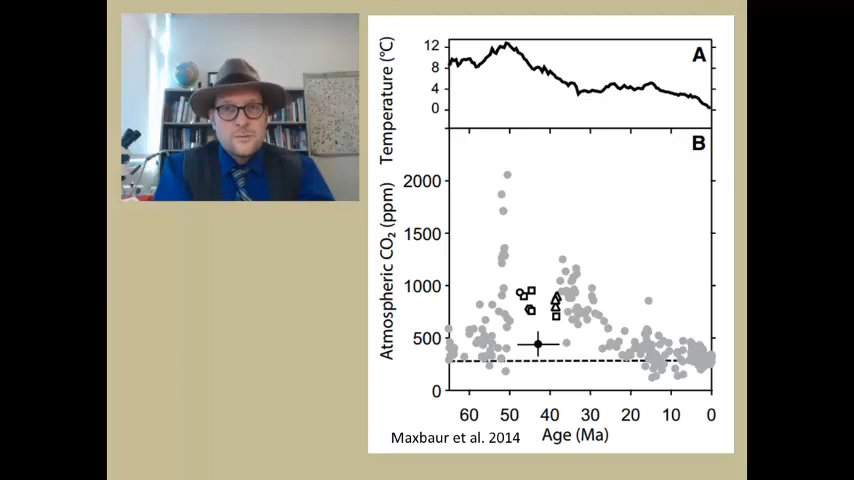 Temperature (°C)
12
8
4
0
A
B
Atmospheric CO₂ (ppm)
2000
1500
1000
500
0
60 50 40 30 20 10 0
Maxbaur et al. 2014 Age (Ma)